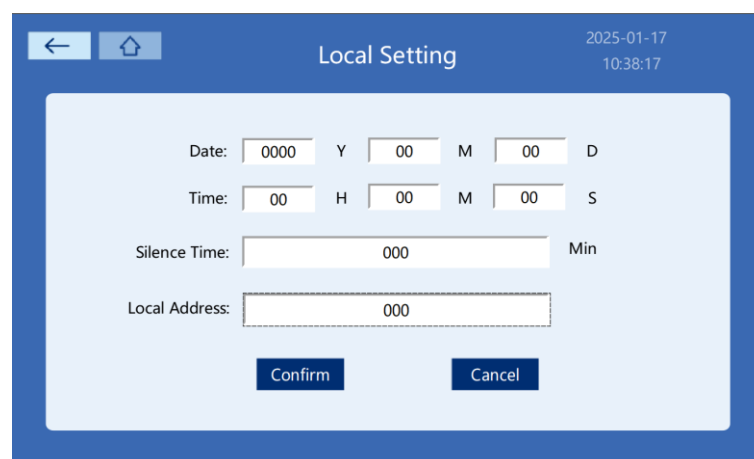 Local Setting
2025-01-17
10:38:17
Date: 0000 Y 00 M 00 D
Time: 00 H 00 M 00 S
Silence Time: 000 Min
Local Address: 000
Confirm Cancel